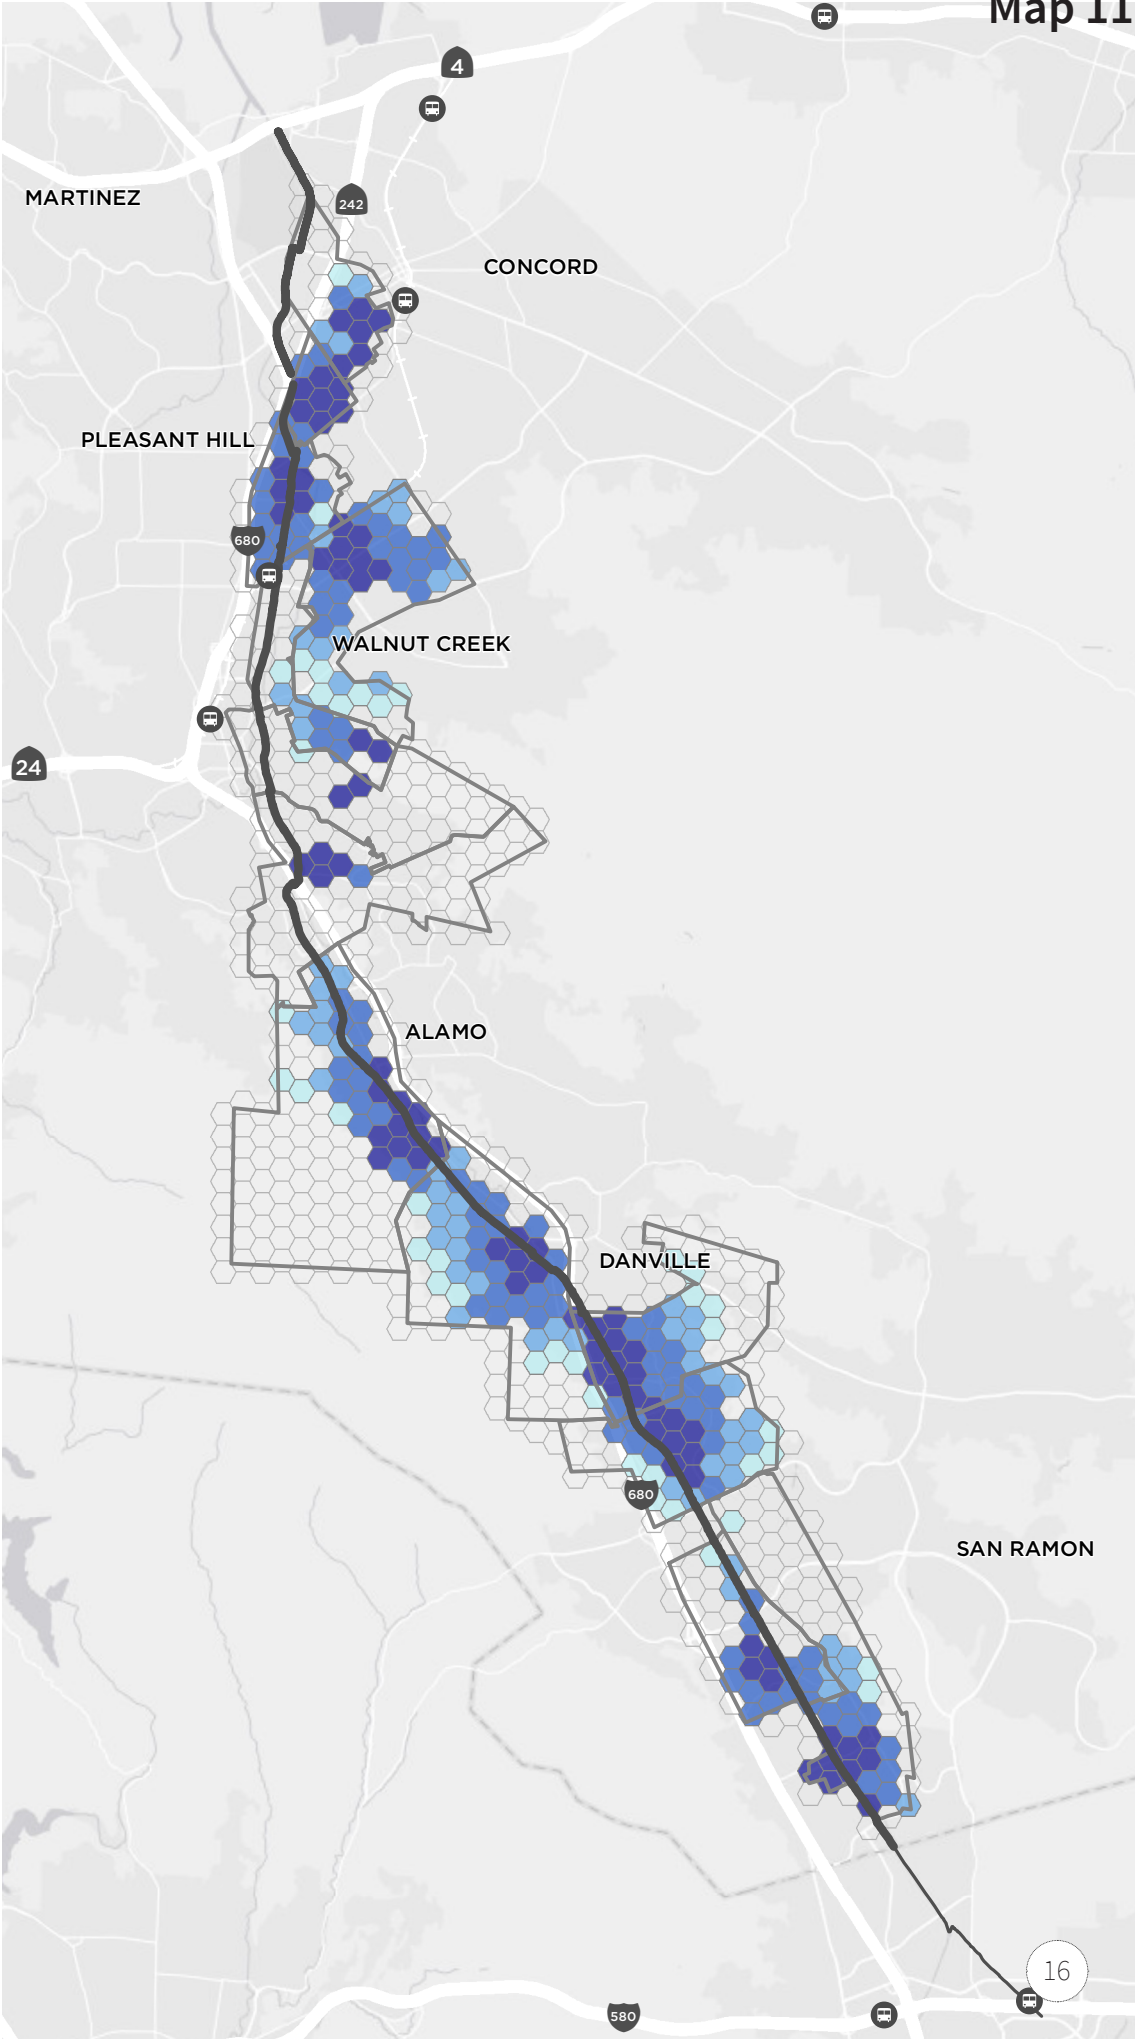 Map 11
4
MARTINEZ
242
CONCORD
PLEASANT HILL
680
WALNUT CREEK
24
ALAMO
DANVILLE
680
SAN RAMON
16
580